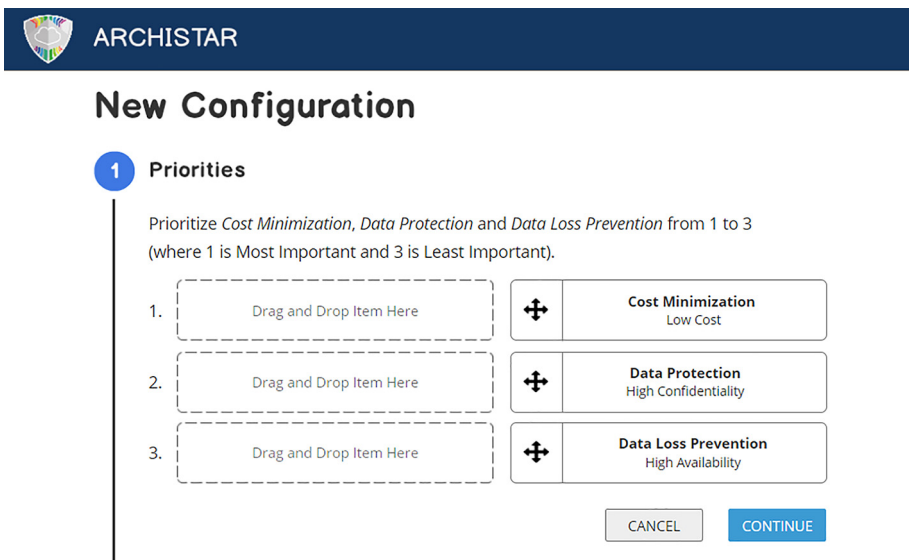 ARCHISTAR
New Configuration
1 Priorities
Prioritize Cost Minimization, Data Protection and Data Loss Prevention from 1 to 3
(where 1 is Most Important and 3 is Least Important).
1. Drag and Drop Item Here
Cost Minimization
Low Cost
2. Drag and Drop Item Here
Data Protection
High Confidentiality
3. Drag and Drop Item Here
Data Loss Prevention
High Availability
CANCEL CONTINUE